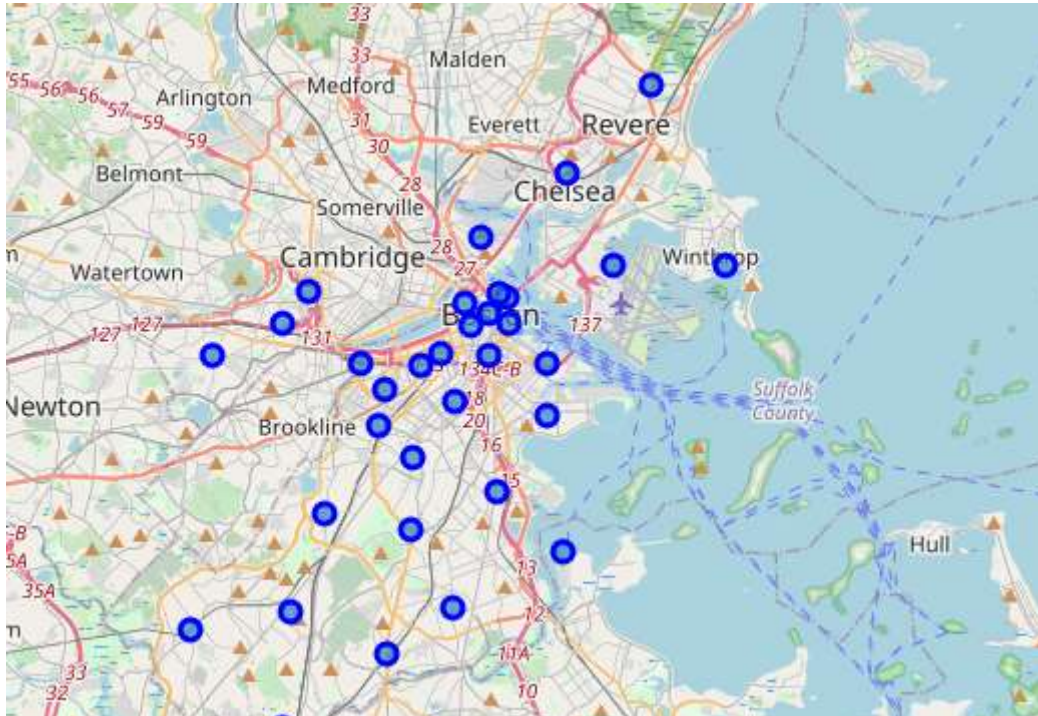 33
Malden
33
55
56
56
57
59
59
Medford
Arlington
31
Everett
Revere
30
Belmont
28
Chelsea
Somerville
28
Cambridge
Winthrop
Watertown
27
127
127
131
137
134C-B
Suffolk
County
18
Newton
20
Brookline
16
15
Hull
13
35A
12
11A
33
32
10